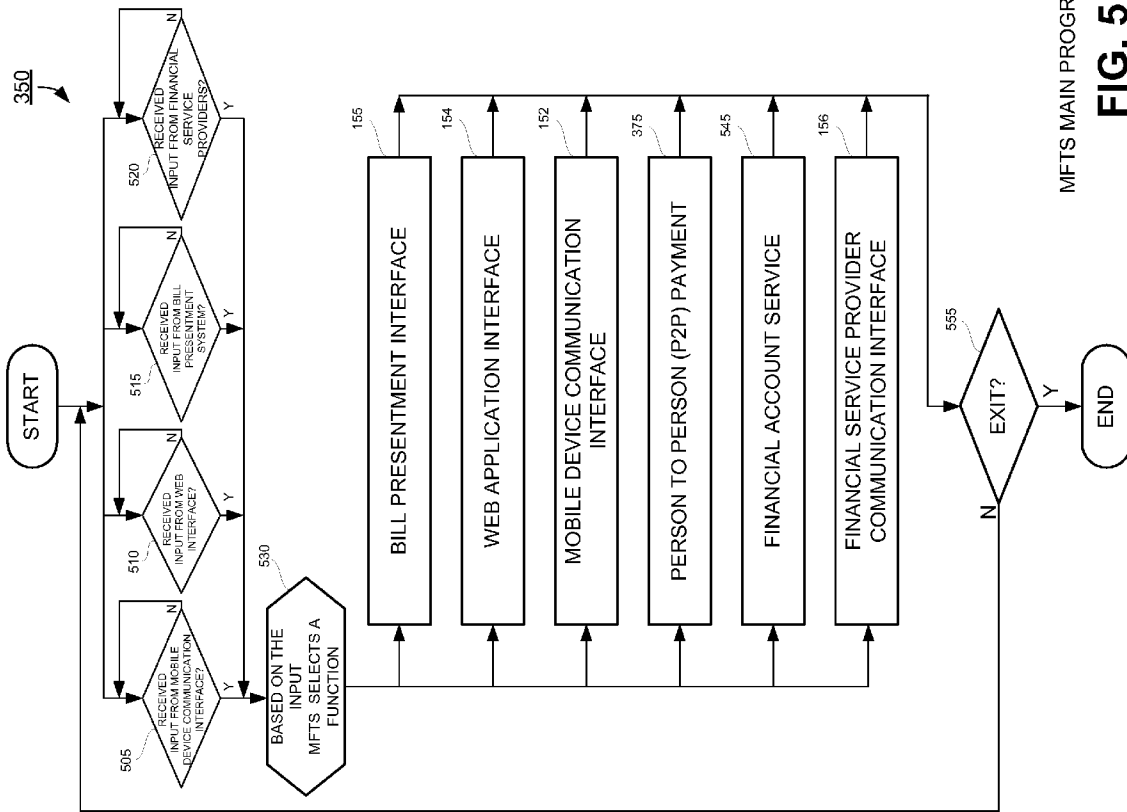 350
START
RECEIVED
INPUT FROM MOBILE
DEVICE COMMUNICATION
INTERFACE?
505
N
Y
RECEIVED
INPUT FROM WEB
INTERFACE?
510
N
Y
RECEIVED
INPUT FROM BILL
PRESENTMENT
SYSTEM?
515
N
Y
RECEIVED
INPUT FROM FINANCIAL
SERVICE
PROVIDERS?
520
N
Y
BASED ON THE
INPUT
MFTS SELECTS A
FUNCTION
530
BILL PRESENTMENT INTERFACE
155
WEB APPLICATION INTERFACE
154
MOBILE DEVICE COMMUNICATION
INTERFACE
152
PERSON TO PERSON (P2P) PAYMENT
375
FINANCIAL ACCOUNT SERVICE
545
FINANCIAL SERVICE PROVIDER
COMMUNICATION INTERFACE
156
EXIT?
555
N
Y
END
MFTS MAIN PROGR
FIG. 5